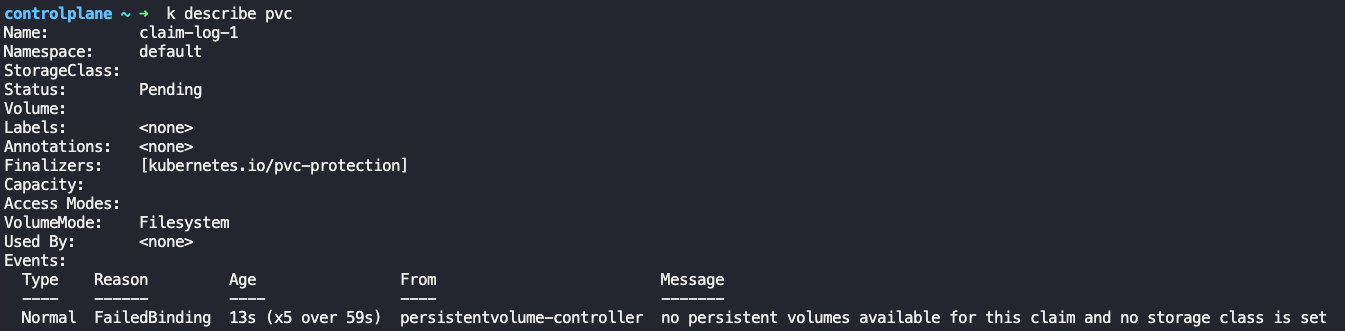 controlplane ~ ➜  k describe pvc
Name:          claim-log-1
Namespace:     default
StorageClass:
Status:        Pending
Volume:
Labels:        <none>
Annotations:   <none>
Finalizers:    [kubernetes.io/pvc-protection]
Capacity:
Access Modes:
VolumeMode:    Filesystem
Used By:       <none>
Events:
  Type    Reason         Age                From                         Message
  ----    ------         ----               ----                         -------
  Normal  FailedBinding  13s (x5 over 59s)  persistentvolume-controller  no persistent volumes available for this claim and no storage class is set